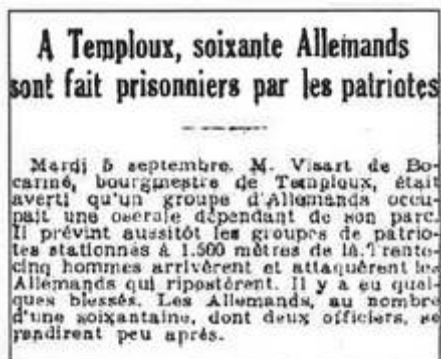 A Temploux, soixante Allemands
sont fait prisonniers par les patriotes
Mardi 5 septembre. M. Visart de Bo-
carmé, bourgmestre de Temploux, était
averti qu'un groupe d'Allemands occu-
pait une oseraie dépendant de son parc.
Il prévint aussitôt les groupes de patrio-
tes stationnés à 1.500 mètres de là. Trente-
cinq hommes arrivèrent et attaquèrent les
Allemands qui ripostèrent. Il y a eu quel-
ques blessés. Les Allemands, au nombre
d'une soixantaine, dont deux officiers, se
rendirent peu après.